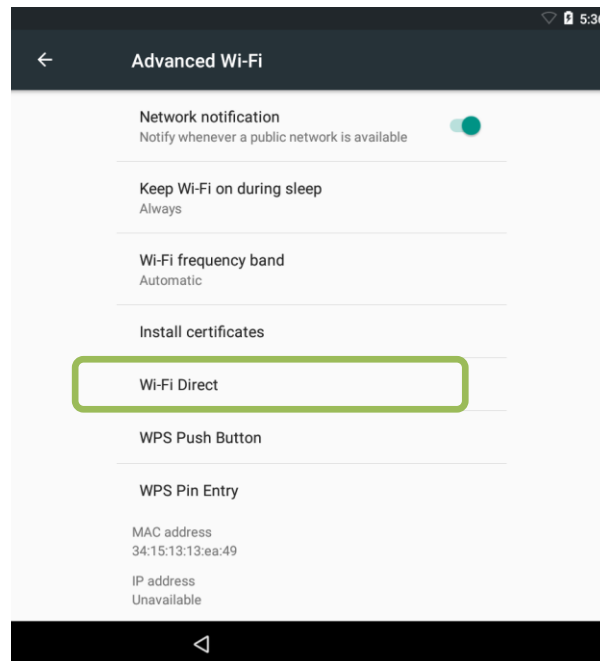 5:36
Advanced Wi-Fi
Network notification
Notify whenever a public network is available
Keep Wi-Fi on during sleep
Always
Wi-Fi frequency band
Automatic
Install certificates
Wi-Fi Direct
WPS Push Button
WPS Pin Entry
MAC address
34:15:13:13:ea:49
IP address
Unavailable